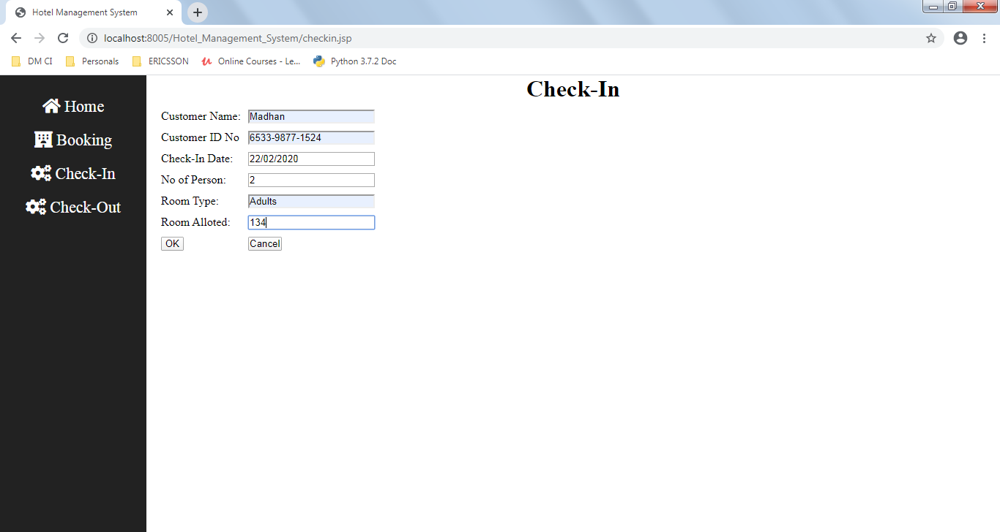 Hotel Management System
localhost:8005/Hotel_Management_System/checkin.jsp
DM CI Personals ERICSSON Online Courses - Le... Python 3.7.2 Doc
Home
Booking
Check-In
Check-Out
Check-In
Customer Name: Madhan
Customer ID No 6533-9877-1524
Check-In Date: 22/02/2020
No of Person: 2
Room Type: Adults
Room Alloted: 134
OK Cancel